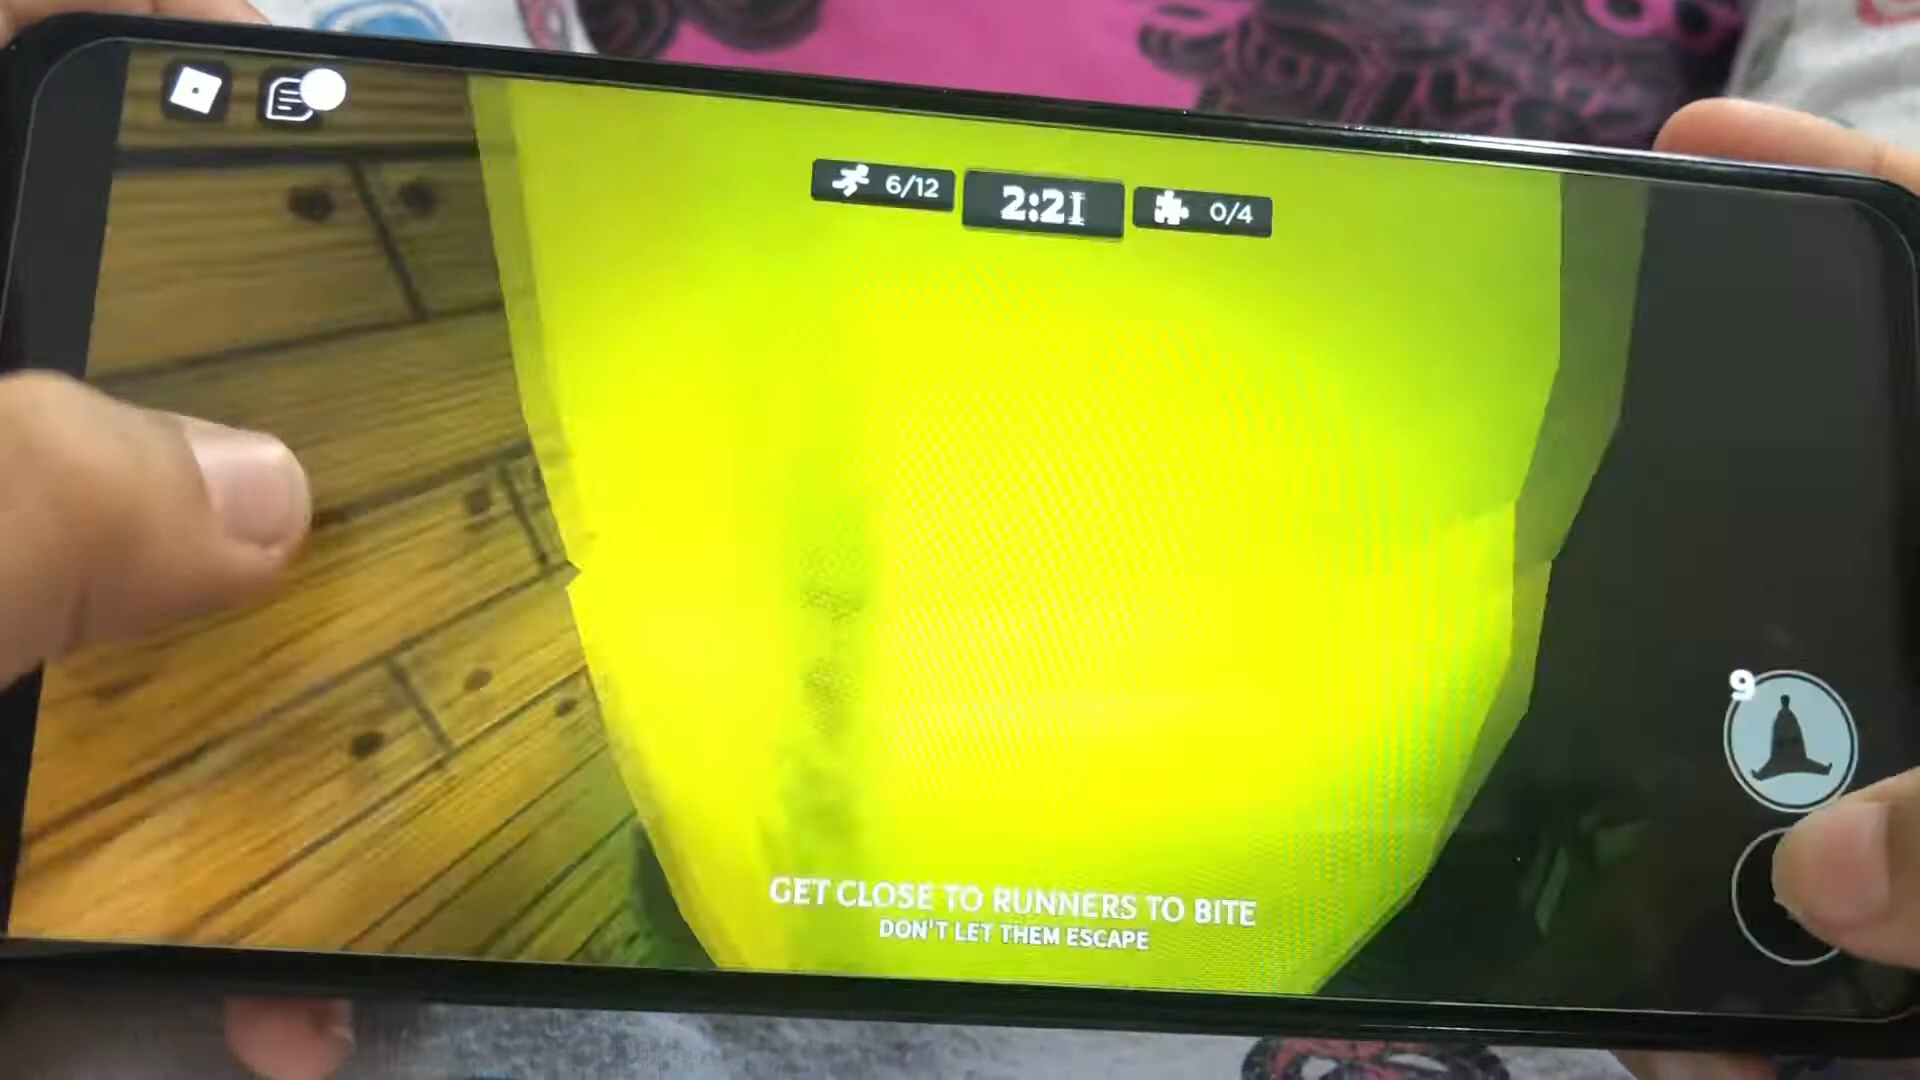 6/12
2:21
0/4
9
GET CLOSE TO RUNNERS TO BITE
DON'T LET THEM ESCAPE